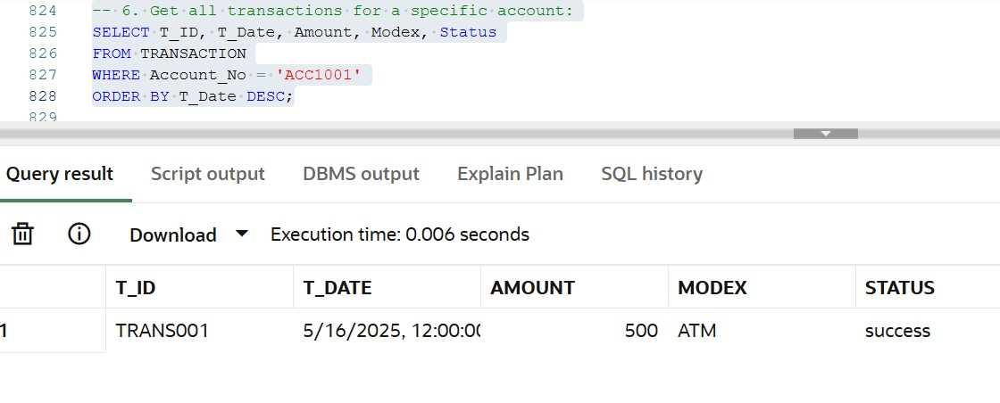 824 -- 6. Get all transactions for a specific account:
825 SELECT T_ID, T_Date, Amount, Modex, Status
826 FROM TRANSACTION
827 WHERE Account_No = 'ACC1001'
828 ORDER BY T_Date DESC;
829
Query result Script output DBMS output Explain Plan SQL history
Download Execution time: 0.006 seconds
T_ID T_DATE AMOUNT MODEX STATUS
1 TRANS001 5/16/2025, 12:00:00 500 ATM success